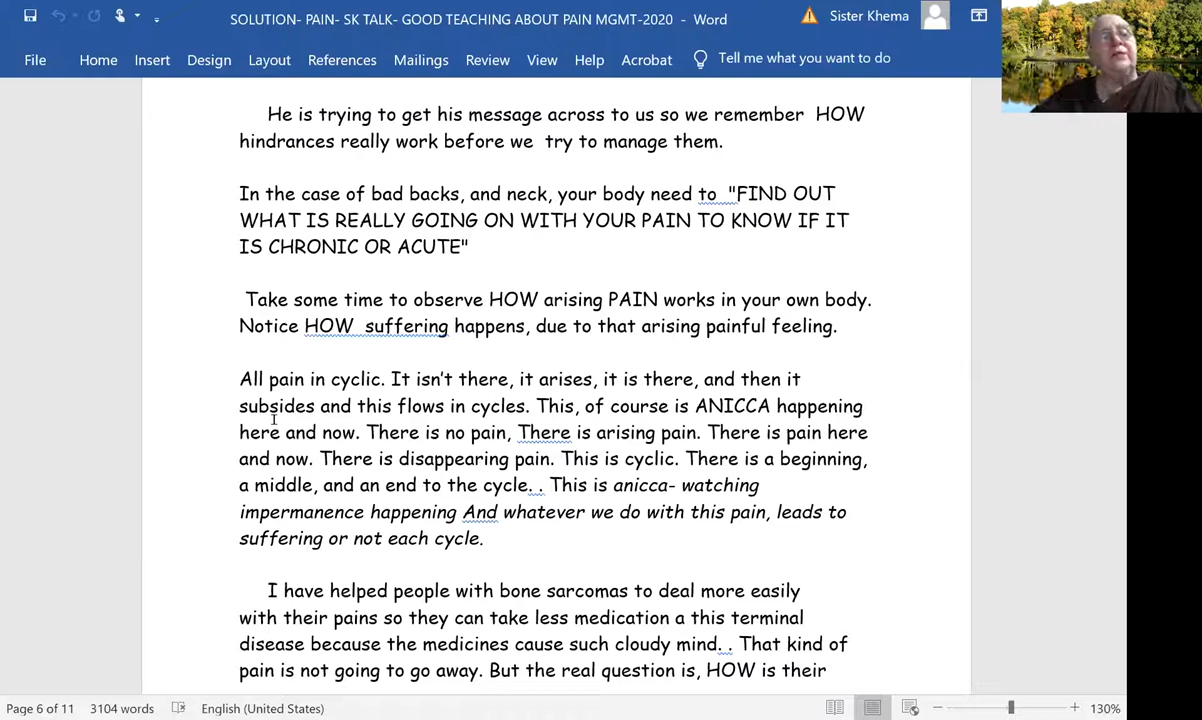 SOLUTION- PAIN- SK TALK- GOOD TEACHING ABOUT PAIN MGMT-2020 - Word
Sister Khema
File Home Insert Design Layout References Mailings Review View Help Acrobat Tell me what you want to do
He is trying to get his message across to us so we remember HOW
hindrances really work before we try to manage them.
In the case of bad backs, and neck, your body need to "FIND OUT
WHAT IS REALLY GOING ON WITH YOUR PAIN TO KNOW IF IT
IS CHRONIC OR ACUTE"
Take some time to observe HOW arising PAIN works in your own body.
Notice HOW suffering happens, due to that arising painful feeling.
All pain in cyclic. It isn't there, it arises, it is there, and then it
subsides and this flows in cycles. This, of course is ANICCA happening
here and now. There is no pain, There is arising pain. There is pain here
and now. There is disappearing pain. This is cyclic. There is a beginning,
a middle, and an end to the cycle. . This is anicca- watching
impermanence happening And whatever we do with this pain, leads to
suffering or not each cycle.
I have helped people with bone sarcomas to deal more easily
with their pains so they can take less medication a this terminal
disease because the medicines cause such cloudy mind. . That kind of
pain is not going to go away. But the real question is, HOW is their
Page 6 of 11 3104 words English (United States) 130%